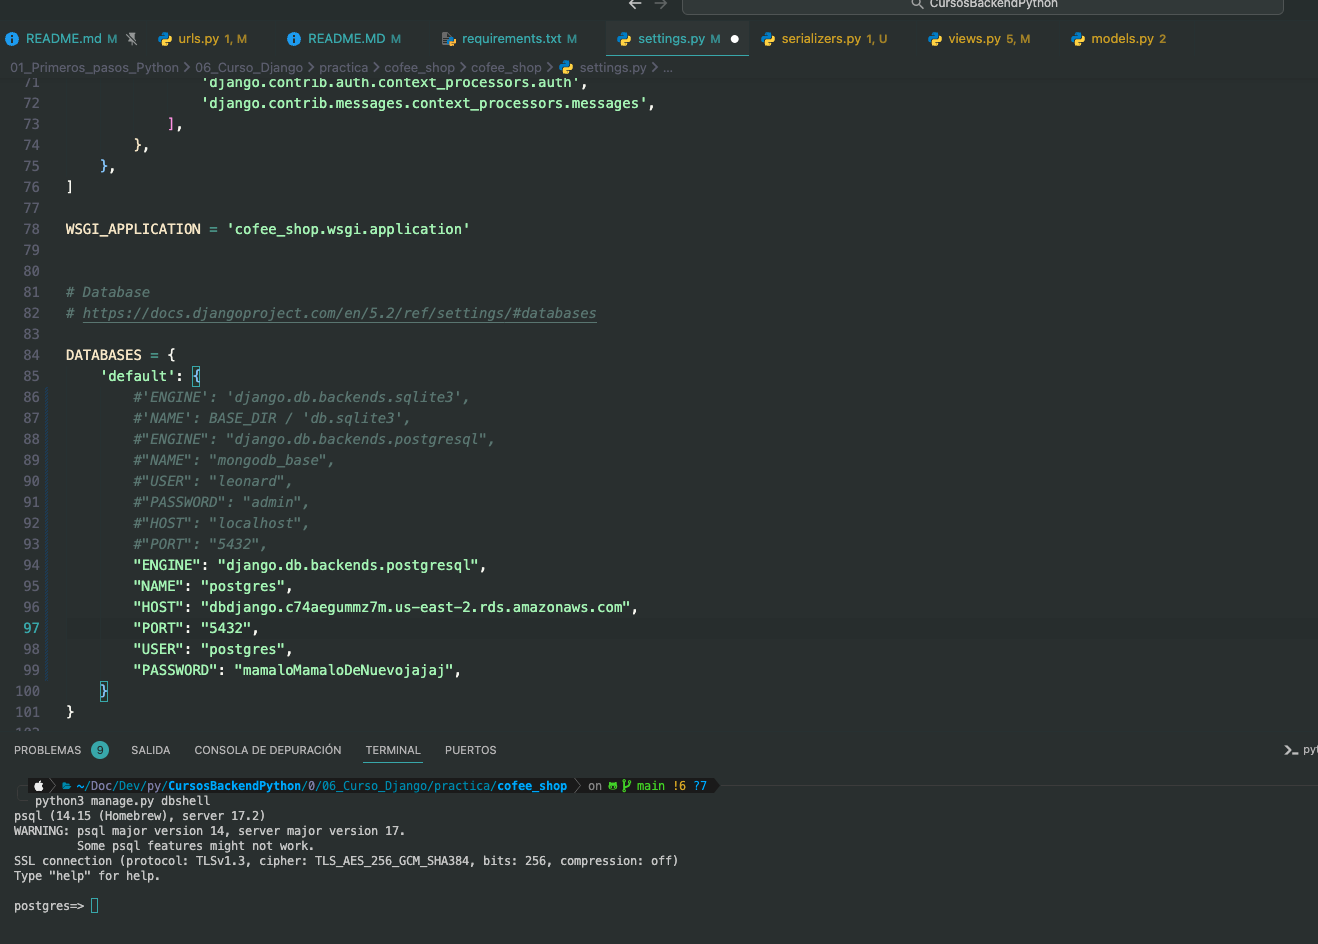 CursosBackendPython
README.md M
urls.py 1, M
README.MD M
requirements.txt M
settings.py M
serializers.py 1, U
views.py 5, M
models.py 2
01_Primeros_pasos_Python > 06_Curso_Django > practica > cofee_shop > cofee_shop > settings.py > ...
71 'django.contrib.auth.context_processors.auth',
72 'django.contrib.messages.context_processors.messages',
73 ],
74 },
75 },
76 ]
77
78 WSGI_APPLICATION = 'cofee_shop.wsgi.application'
79
80
81 # Database
82 # https://docs.djangoproject.com/en/5.2/ref/settings/#databases
83
84 DATABASES = {
85 'default': {
86 #'ENGINE': 'django.db.backends.sqlite3',
87 #'NAME': BASE_DIR / 'db.sqlite3',
88 #"ENGINE": "django.db.backends.postgresql",
89 #"NAME": "mongodb_base",
90 #"USER": "leonard",
91 #"PASSWORD": "admin",
92 #"HOST": "localhost",
93 #"PORT": "5432",
94 "ENGINE": "django.db.backends.postgresql",
95 "NAME": "postgres",
96 "HOST": "dbdjango.c74aegummz7m.us-east-2.rds.amazonaws.com",
97 "PORT": "5432",
98 "USER": "postgres",
99 "PASSWORD": "mamaloMamaloDeNuevojajaj",
100 }
101 }
PROBLEMAS 9 SALIDA CONSOLA DE DEPURACIÓN TERMINAL PUERTOS
~/Doc/Dev/py/CursosBackendPython/0/06_Curso_Django/practica/cofee_shop on main !6 ?7
python3 manage.py dbshell
psql (14.15 (Homebrew), server 17.2)
WARNING: psql major version 14, server major version 17.
Some psql features might not work.
SSL connection (protocol: TLSv1.3, cipher: TLS_AES_256_GCM_SHA384, bits: 256, compression: off)
Type "help" for help.
postgres=>